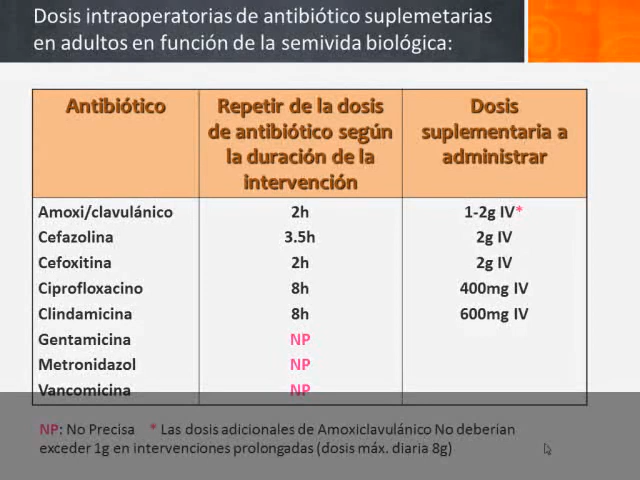 Dosis intraoperatorias de antibiótico suplemetarias
en adultos en función de la semivida biológica:
Antibiótico Repetir de la dosis de antibiótico según la duración de la intervención Dosis suplementaria a administrar
Amoxi/clavulánico 2h 1-2g IV*
Cefazolina 3.5h 2g IV
Cefoxitina 2h 2g IV
Ciprofloxacino 8h 400mg IV
Clindamicina 8h 600mg IV
Gentamicina NP
Metronidazol NP
Vancomicina NP
NP: No Precisa * Las dosis adicionales de Amoxiclavulánico No deberian
exceder 1g en intervenciones prolongadas (dosis máx. diaria 8g)